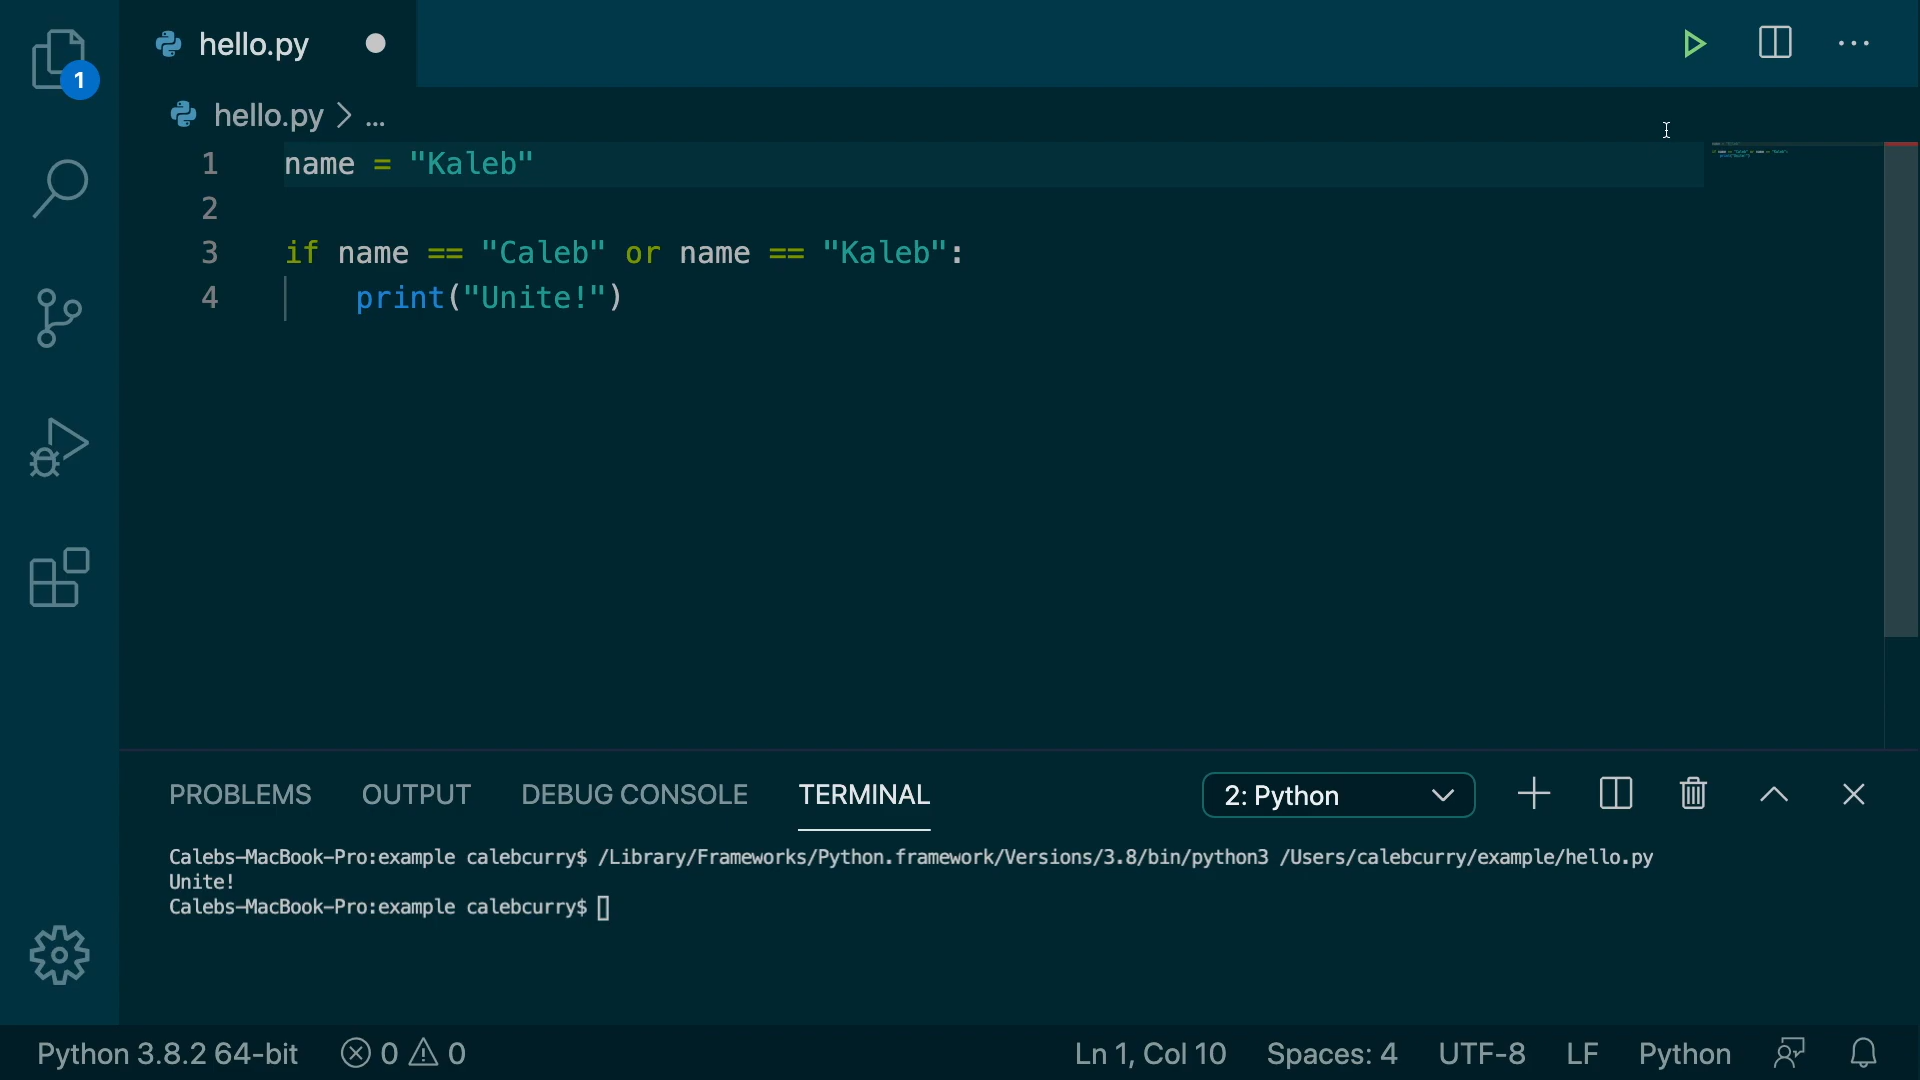 hello.py
1
hello.py > ...
1 name = "Kaleb"
2
3 if name == "Caleb" or name == "Kaleb":
4     print("Unite!")
PROBLEMS OUTPUT DEBUG CONSOLE TERMINAL 2: Python
Calebs-MacBook-Pro:example calebcurry$ /Library/Frameworks/Python.framework/Versions/3.8/bin/python3 /Users/calebcurry/example/hello.py
Unite!
Calebs-MacBook-Pro:example calebcurry$
Python 3.8.2 64-bit 0 0 Ln 1, Col 10 Spaces: 4 UTF-8 LF Python